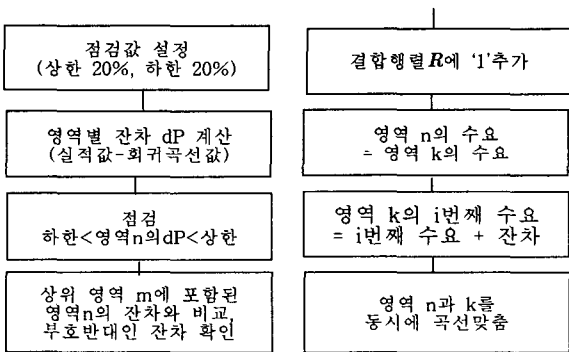 점검값 설정
(상한 20%, 하한 20%)
영역별 잔차 dP 계산
(실적값-회귀곡선값)
점검
하한<영역n의dP<상한
상위 영역 m에 포함된
영역n의 잔차와 비교,
부호반대인 잔차 확인
결합행렬R에 '1'추가
영역 n의 수요
= 영역 k의 수요
영역 k의 i번째 수요
= i번째 수요 + 잔차
영역 n과 k를
동시에 곡선맞춤